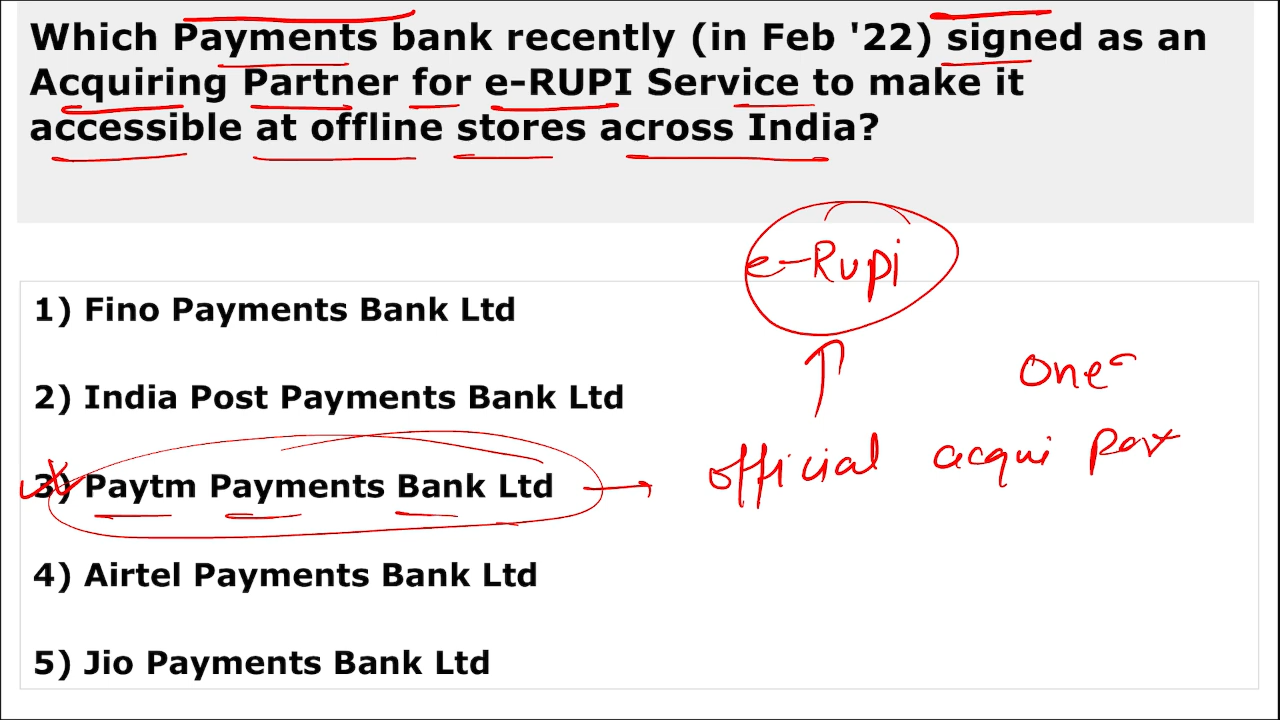 Which Payments bank recently (in Feb '22) signed as an
Acquiring Partner for e-RUPI Service to make it
accessible at offline stores across India?
e-Rupi
1) Fino Payments Bank Ltd
One
2) India Post Payments Bank Ltd
official acqui Part
3) Paytm Payments Bank Ltd
4) Airtel Payments Bank Ltd
5) Jio Payments Bank Ltd